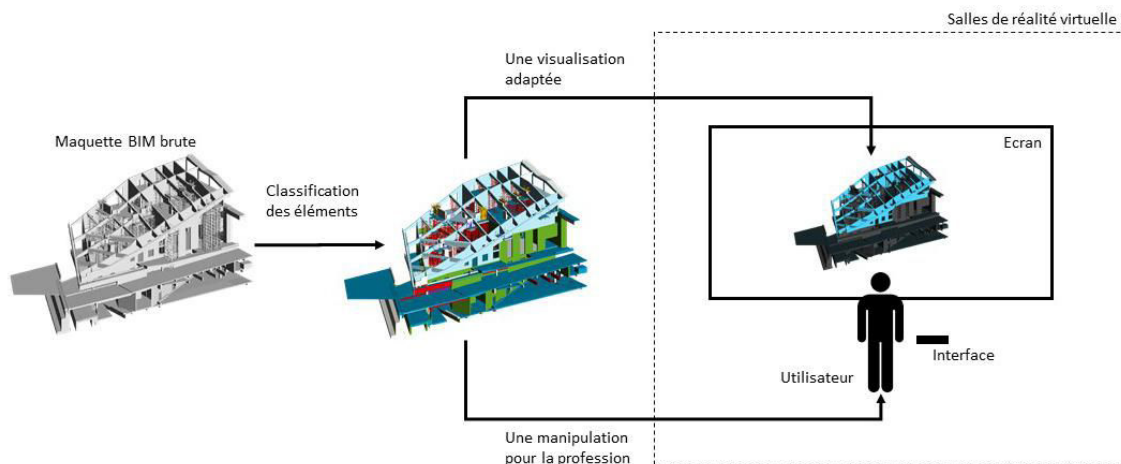 Salles de réalité virtuelle
Une visualisation
adaptée
Maquette BIM brute
Ecran
Classification
des éléments
Interface
Utilisateur
Une manipulation
pour la profession